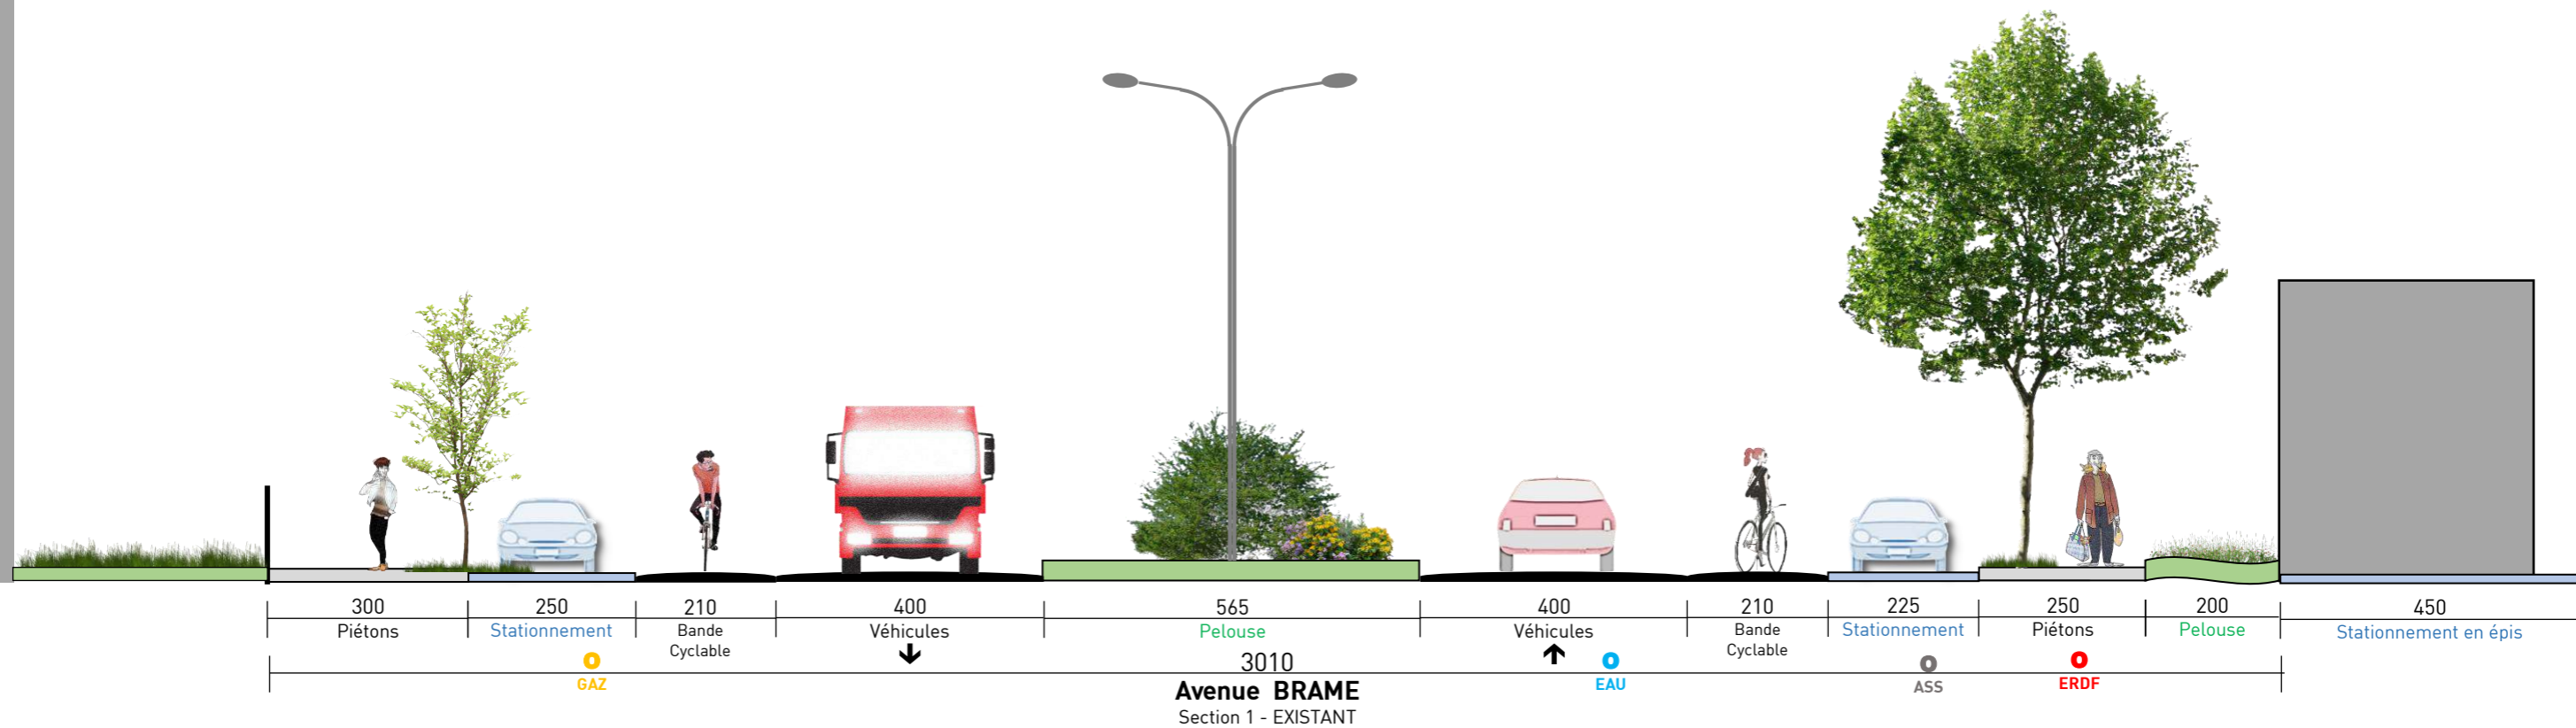 300 250 210 400 565 400 210 225 250 200 450
Piétons Stationnement Bande Cyclable Véhicules Pelouse Véhicules Bande Cyclable Stationnement Piétons Pelouse Stationnement en épis
3010
O O O O
GAZ EAU ASS ERDF
Avenue BRAME
Section 1 - EXISTANT